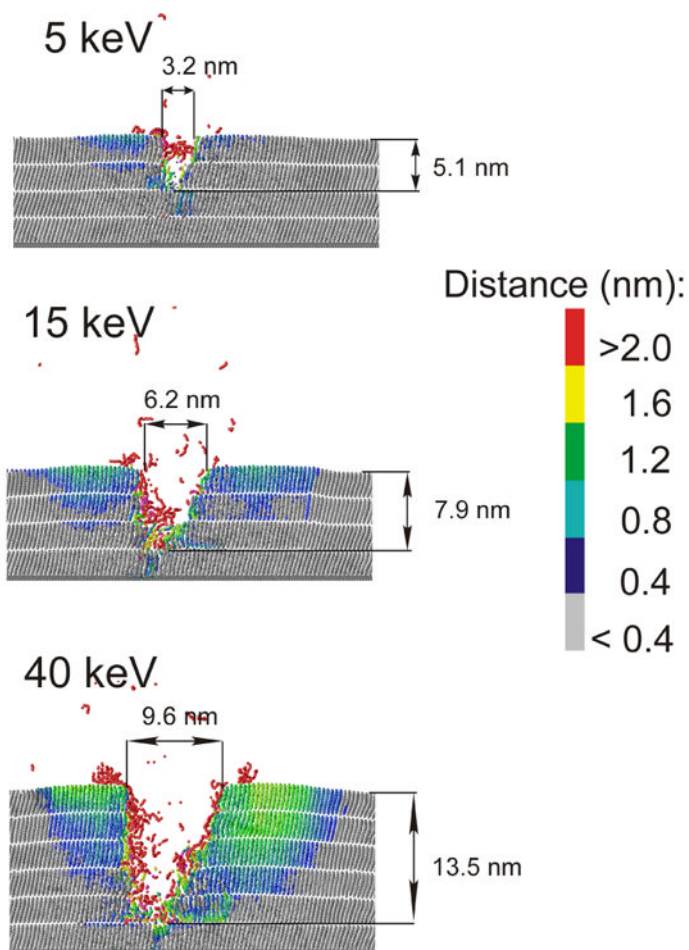 5 keV
3.2 nm
5.1 nm
Distance (nm):
>2.0
1.6
1.2
0.8
0.4
< 0.4
15 keV
6.2 nm
7.9 nm
40 keV
9.6 nm
13.5 nm